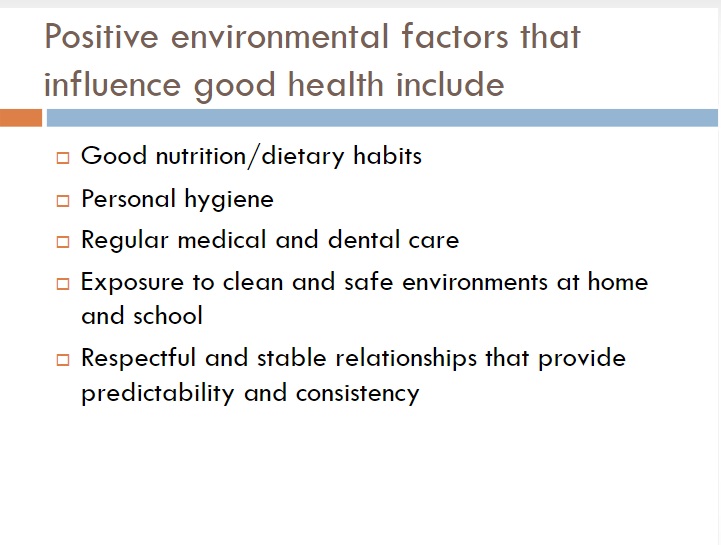 Positive environmental factors that
influence good health include
Good nutrition/dietary habits
Personal hygiene
Regular medical and dental care
Exposure to clean and safe environments at home
and school
Respectful and stable relationships that provide
predictability and consistency